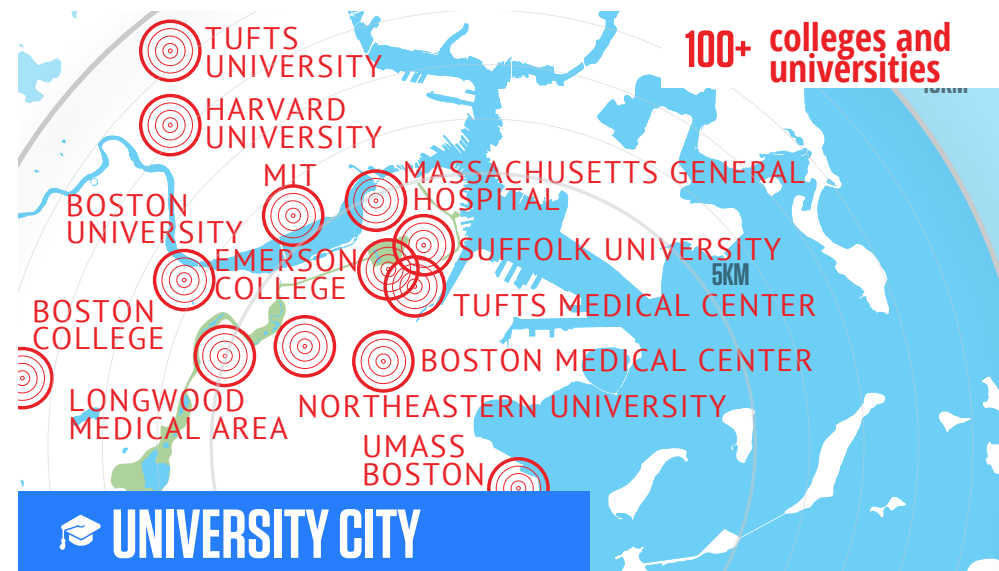 TUFTS
UNIVERSITY
100+ colleges and
universities
HARVARD
UNIVERSITY
MIT
MASSACHUSETTS GENERAL
HOSPITAL
BOSTON
UNIVERSITY
SUFFOLK UNIVERSITY
EMERSON
COLLEGE
5KM
TUFTS MEDICAL CENTER
BOSTON
COLLEGE
BOSTON MEDICAL CENTER
LONGWOOD
MEDICAL AREA
NORTHEASTERN UNIVERSITY
UMASS
BOSTON
UNIVERSITY CITY